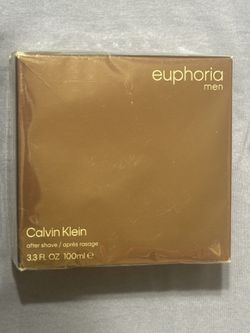 euphoria
men
Calvin Klein
after shave / après rasage
3.3 FL OZ 100ml ℮